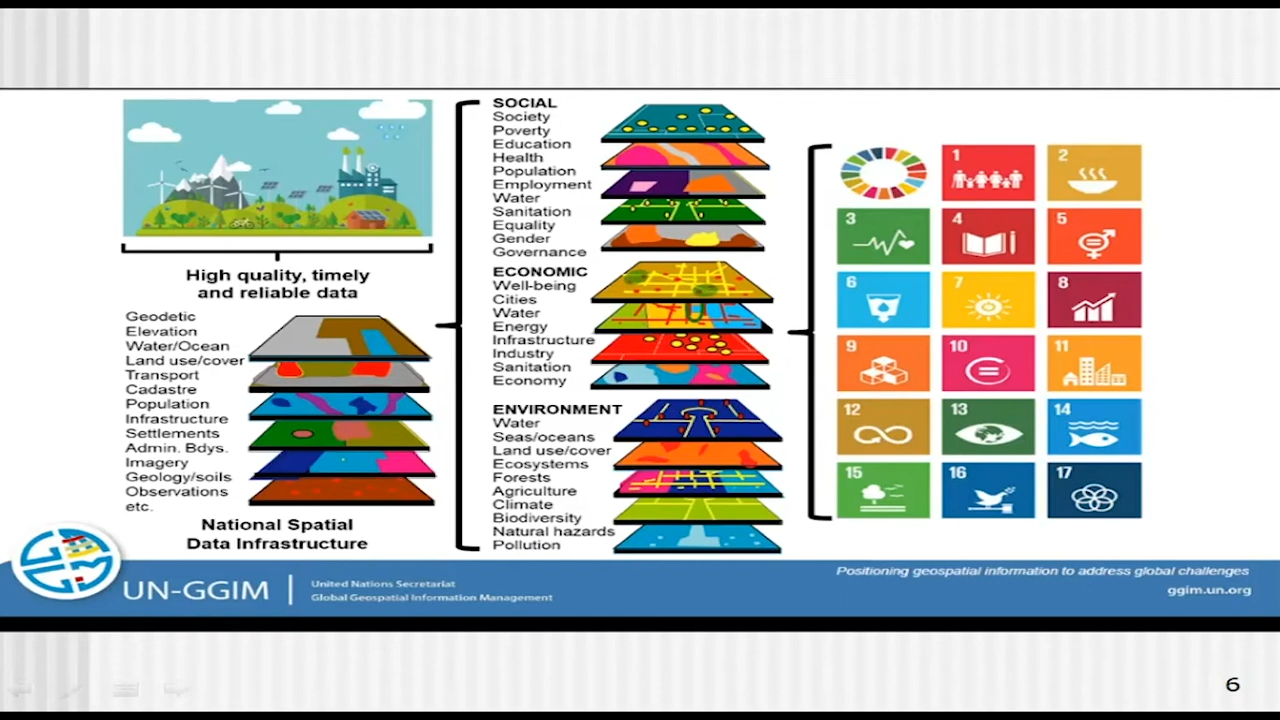 High quality, timely
and reliable data
Geodetic
Elevation
Water/Ocean
Land use/cover
Transport
Cadastre
Population
Infrastructure
Settlements
Admin. Bdys.
Imagery
Geology/soils
Observations
etc.
National Spatial
Data Infrastructure
SOCIAL
Society
Poverty
Education
Health
Population
Employment
Water
Sanitation
Equality
Gender
Governance
ECONOMIC
Well-being
Cities
Water
Energy
Infrastructure
Industry
Sanitation
Economy
ENVIRONMENT
Water
Seas/oceans
Land use/cover
Ecosystems
Forests
Agriculture
Climate
Biodiversity
Natural hazards
Pollution
1 2
3 4 5
6 7 8
9 10 11
12 13 14
15 16 17
UN-GGIM
United Nations Secretariat
Global Geospatial Information Management
Positioning geospatial information to address global challenges
ggim.un.org
6